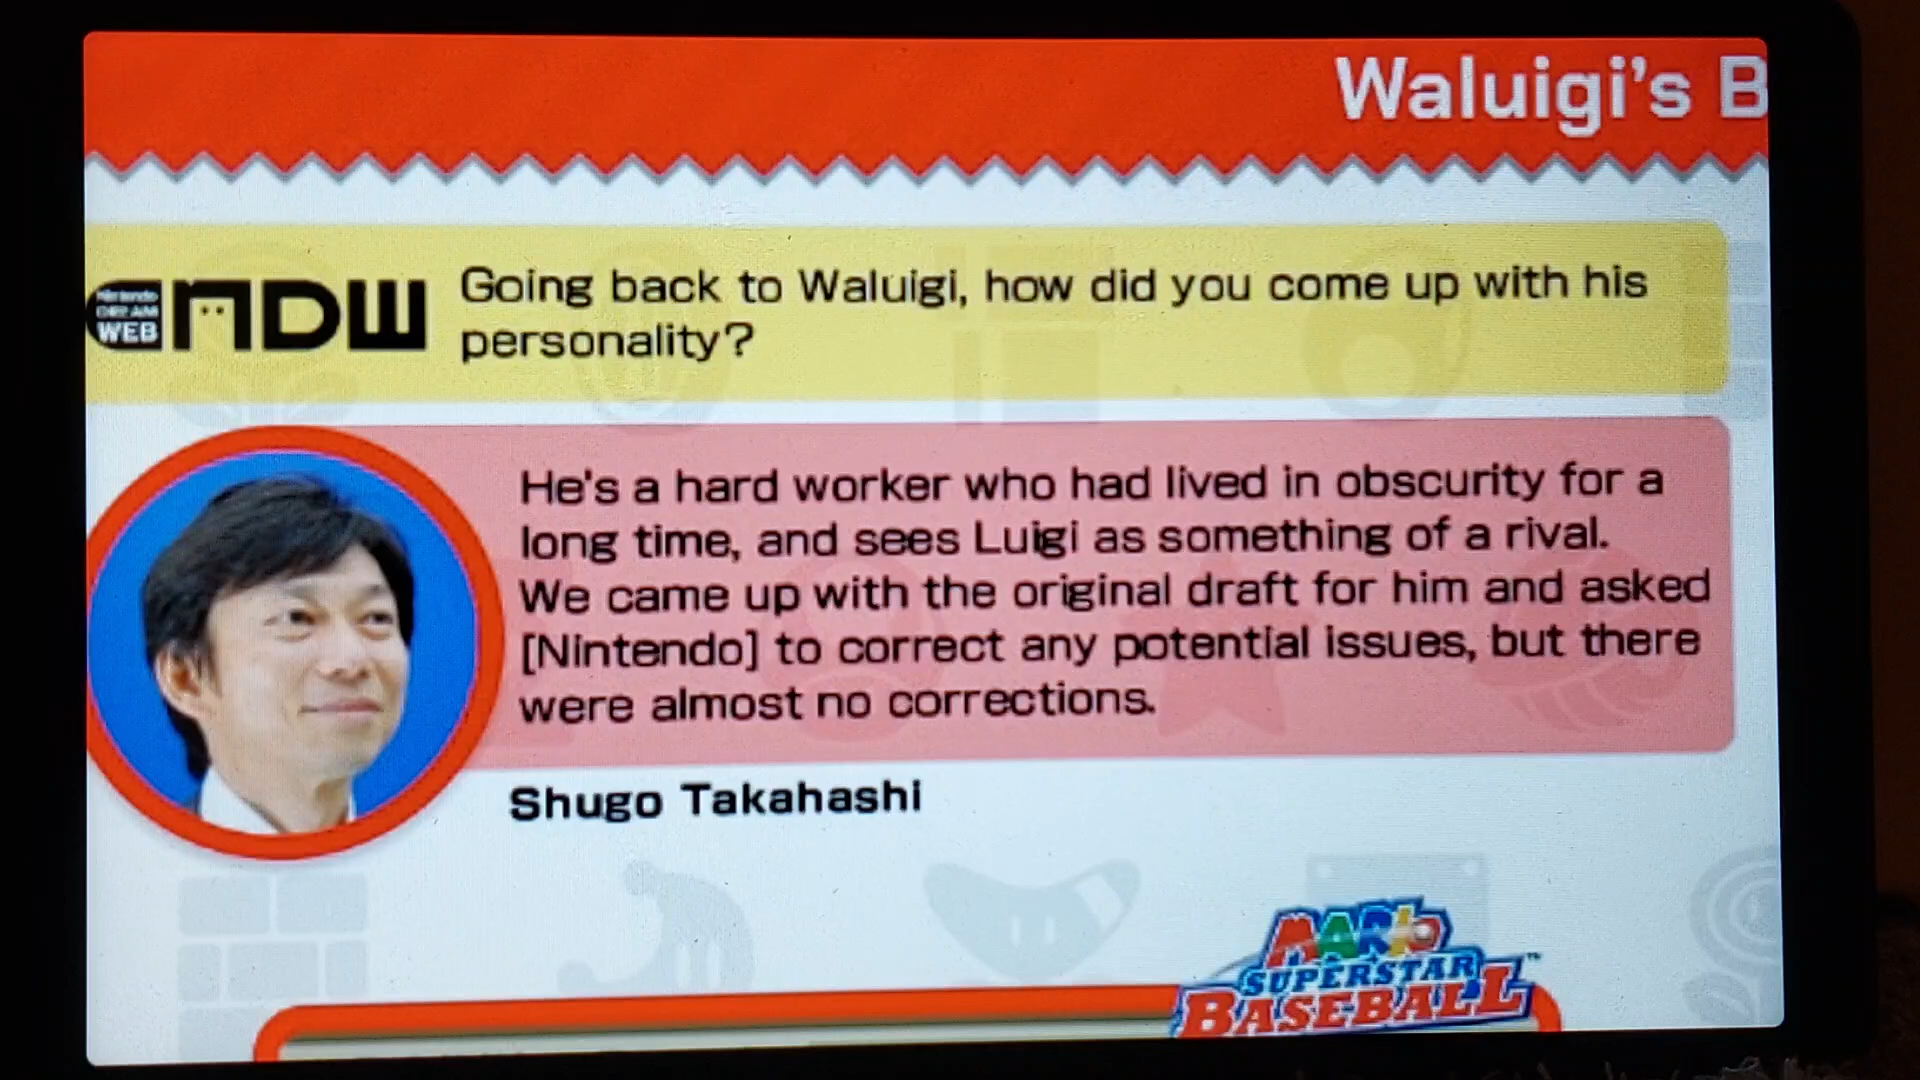 Waluigi's B
Nintendo
DREAM
WEB
NDW
Going back to Waluigi, how did you come up with his
personality?
He's a hard worker who had lived in obscurity for a
long time, and sees Luigi as something of a rival.
We came up with the original draft for him and asked
[Nintendo] to correct any potential issues, but there
were almost no corrections.
Shugo Takahashi
MARIO
SUPERSTAR
BASEBALL™